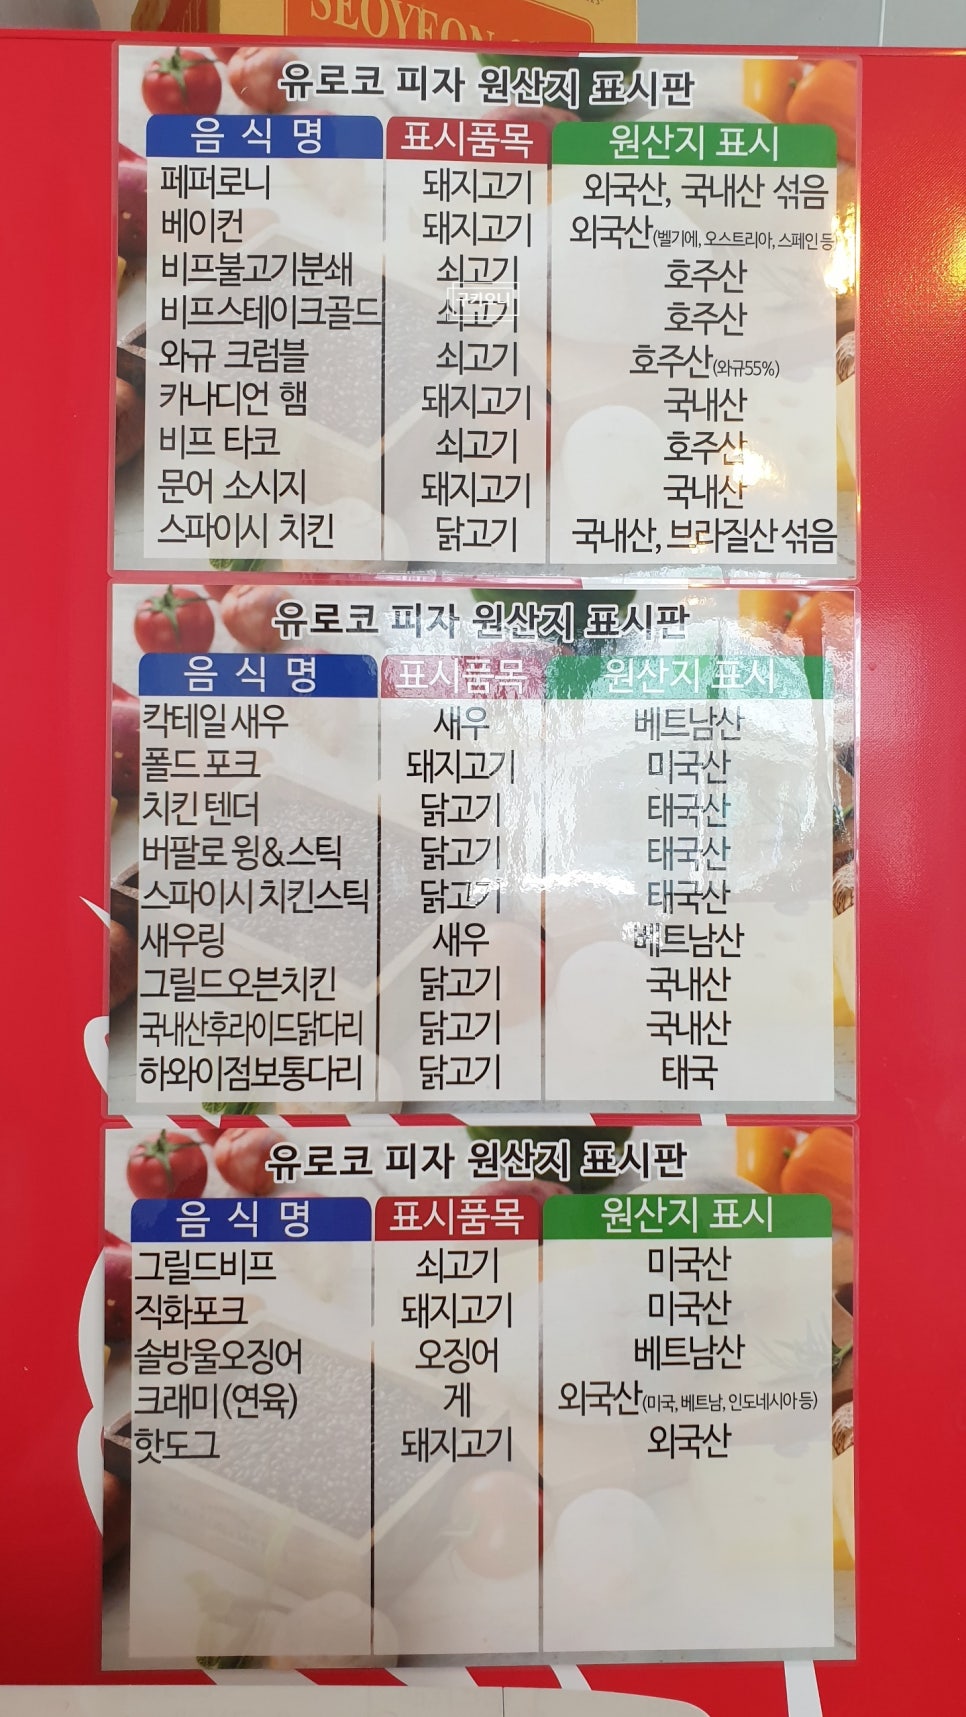 SEOYEON
유로코 피자 원산지 표시판
음 식 명 표시품목 원산지 표시
페퍼로니 돼지고기 외국산, 국내산 섞음
베이컨 돼지고기 외국산(벨기에, 오스트리아, 스페인 등)
비프불고기분쇄 쇠고기 호주산
비프스테이크골드 쇠고기 호주산
와규 크럼블 쇠고기 호주산(와규55%)
카나디언 햄 돼지고기 국내산
비프 타코 쇠고기 호주산
문어 소시지 돼지고기 국내산
스파이시 치킨 닭고기 국내산, 브라질산 섞음
유로코 피자 원산지 표시판
음 식 명 표시품목 원산지 표시
칵테일 새우 새우 베트남산
폴드 포크 돼지고기 미국산
치킨 텐더 닭고기 태국산
버팔로 윙&스틱 닭고기 태국산
스파이시 치킨스틱 닭고기 태국산
새우링 새우 베트남산
그릴드오븐치킨 닭고기 국내산
국내산후라이드닭다리 닭고기 국내산
하와이점보통다리 닭고기 태국
유로코 피자 원산지 표시판
음 식 명 표시품목 원산지 표시
그릴드비프 쇠고기 미국산
직화포크 돼지고기 미국산
솔방울오징어 오징어 베트남산
크래미(연육) 게 외국산(미국, 베트남, 인도네시아 등)
핫도그 돼지고기 외국산